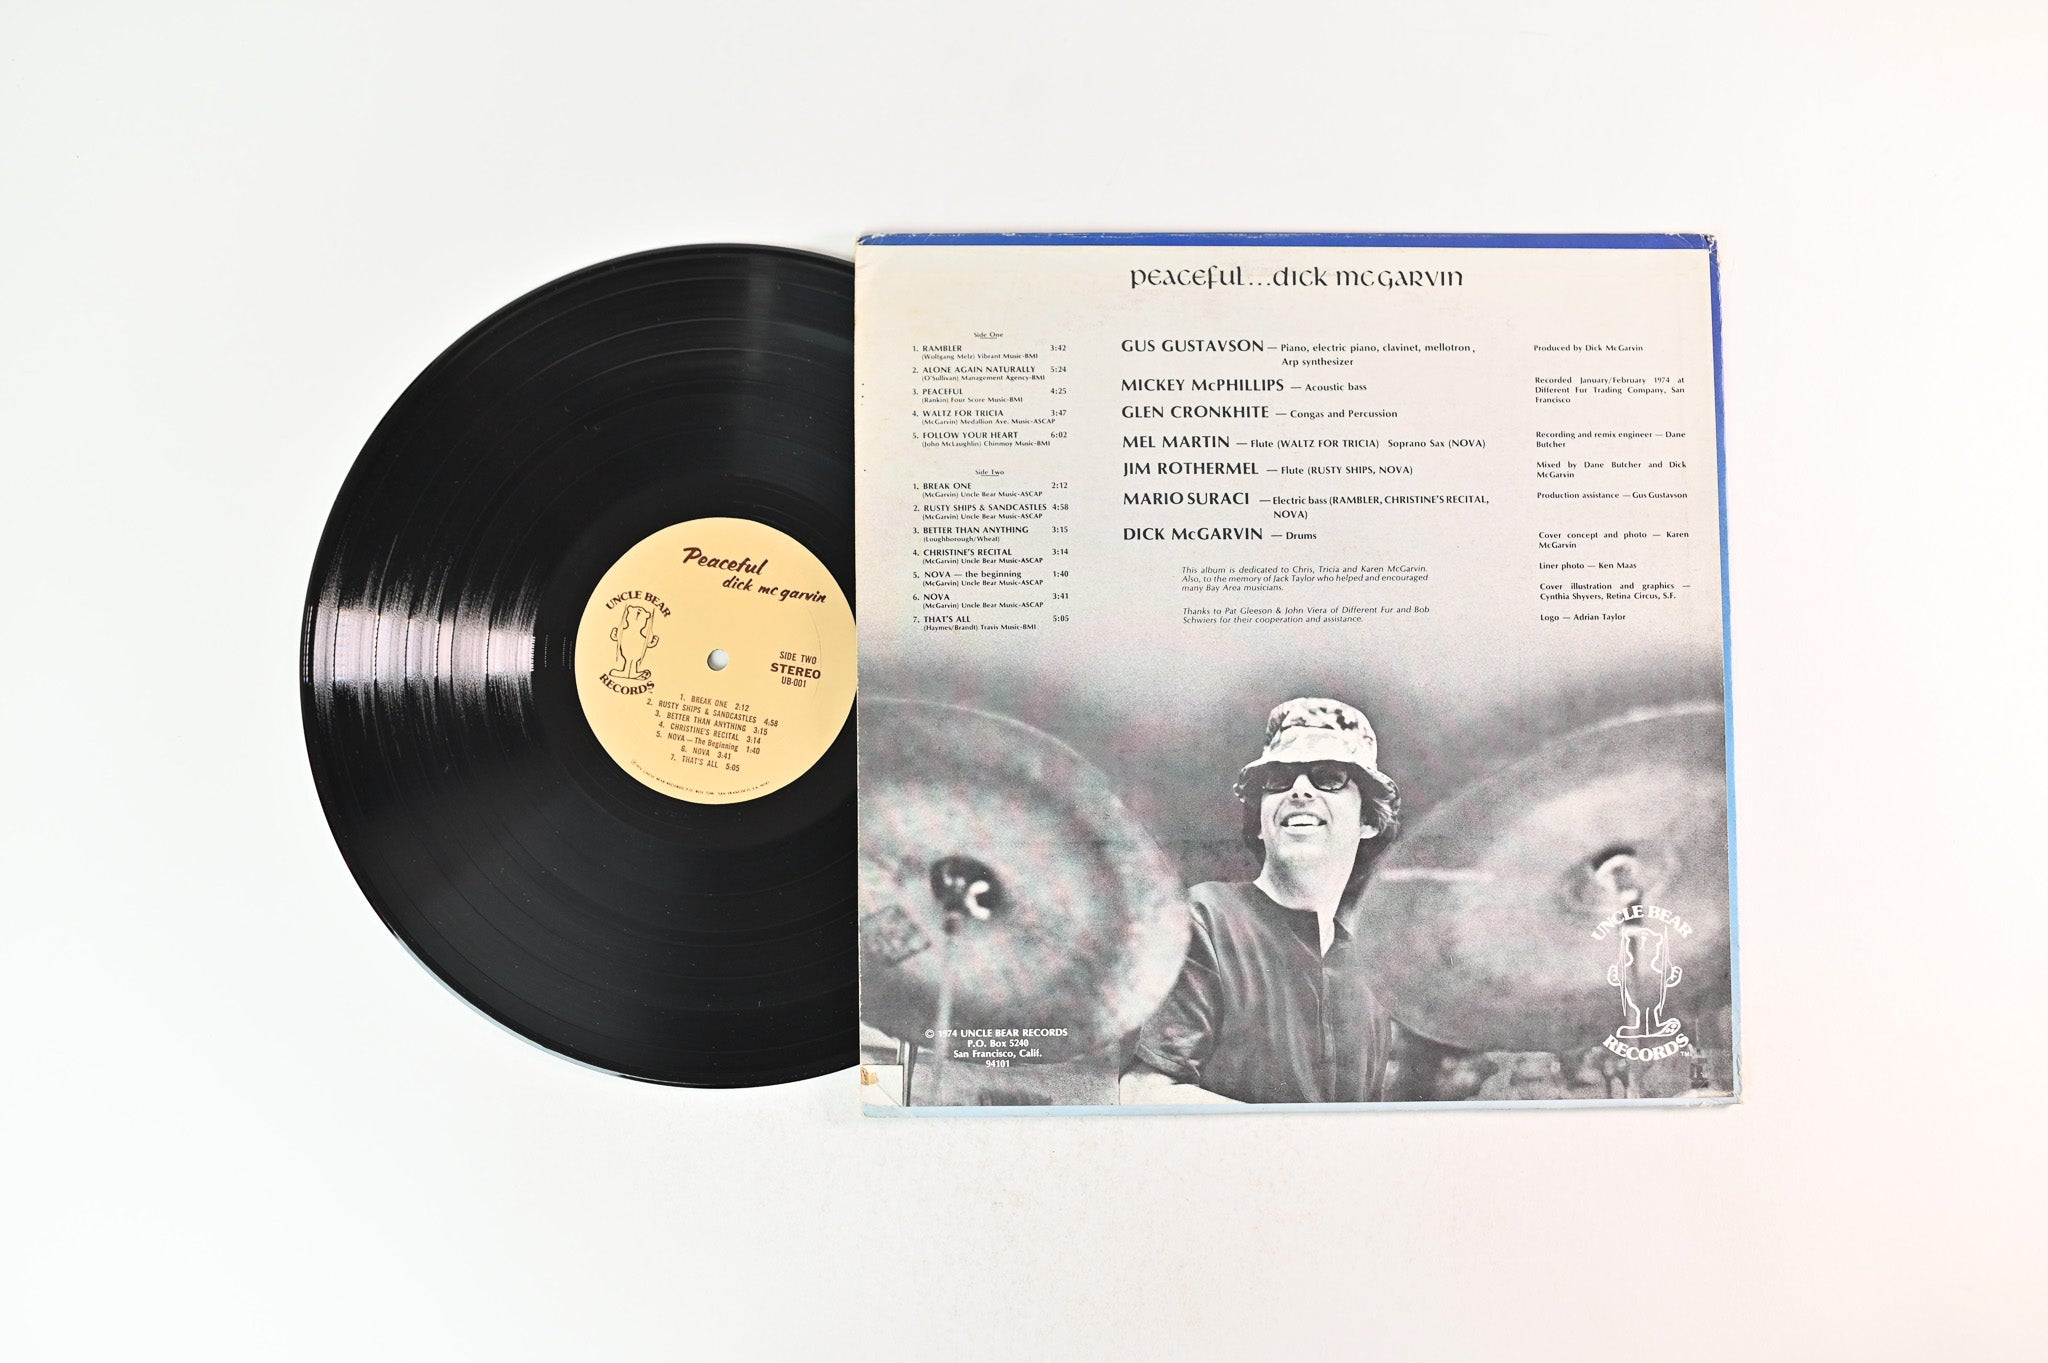 Peaceful
dick mc garvin
UNCLE BEAR
RECORDS
SIDE TWO
STEREO
UB-001
1. BREAK ONE 2:12
2. RUSTY SHIPS & SANDCASTLES 4:58
3. BETTER THAN ANYTHING 3:15
4. CHRISTINE'S RECITAL 3:14
5. NOVA — The Beginning 1:40
6. NOVA 3:41
7. THAT'S ALL 5:05
peaceful...dick mcgarvin
Side One
1. RAMBLER 3:42
(Wolfgang Melz) Vibrant Music-BMI
2. ALONE AGAIN NATURALLY 5:24
(O'Sullivan) Management Agency-BMI
3. PEACEFUL 4:25
(Rankin) Four Score Music-BMI
4. WALTZ FOR TRICIA 3:47
(McGarvin) Medallion Ave. Music-ASCAP
5. FOLLOW YOUR HEART 6:02
(John McLaughlin) Chinmoy Music-BMI
Side Two
1. BREAK ONE 2:12
(McGarvin) Uncle Bear Music-ASCAP
2. RUSTY SHIPS & SANDCASTLES 4:58
(McGarvin) Uncle Bear Music-ASCAP
3. BETTER THAN ANYTHING 3:15
(Loughborough/Wheat)
4. CHRISTINE'S RECITAL 3:14
(McGarvin) Uncle Bear Music-ASCAP
5. NOVA — the beginning 1:40
(McGarvin) Uncle Bear Music-ASCAP
6. NOVA 3:41
(McGarvin) Uncle Bear Music-ASCAP
7. THAT'S ALL 5:05
(Haymes/Brandt) Travis Music-BMI
GUS GUSTAVSON — Piano, electric piano, clavinet, mellotron,
Arp synthesizer
MICKEY McPHILLIPS — Acoustic bass
GLEN CRONKHITE — Congas and Percussion
MEL MARTIN — Flute (WALTZ FOR TRICIA) Soprano Sax (NOVA)
JIM ROTHERMEL — Flute (RUSTY SHIPS, NOVA)
MARIO SURACI — Electric bass (RAMBLER, CHRISTINE'S RECITAL,
NOVA)
DICK McGARVIN — Drums
This album is dedicated to Chris, Tricia and Karen McGarvin.
Also, to the memory of Jack Taylor who helped and encouraged
many Bay Area musicians.
Thanks to Pat Gleeson & John Viera of Different Fur and Bob
Schwiers for their cooperation and assistance.
Produced by Dick McGarvin
Recorded January/February 1974 at
Different Fur Trading Company, San
Francisco
Recording and remix engineer — Dane
Butcher
Mixed by Dane Butcher and Dick
McGarvin
Production assistance — Gus Gustavson
Cover concept and photo — Karen
McGarvin
Liner photo — Ken Maas
Cover illustration and graphics —
Cynthia Shyvers, Retina Circus, S.F.
Logo — Adrian Taylor
© 1974 UNCLE BEAR RECORDS
P.O. Box 5240
San Francisco, Calif.
94101
UNCLE BEAR
RECORDS TM